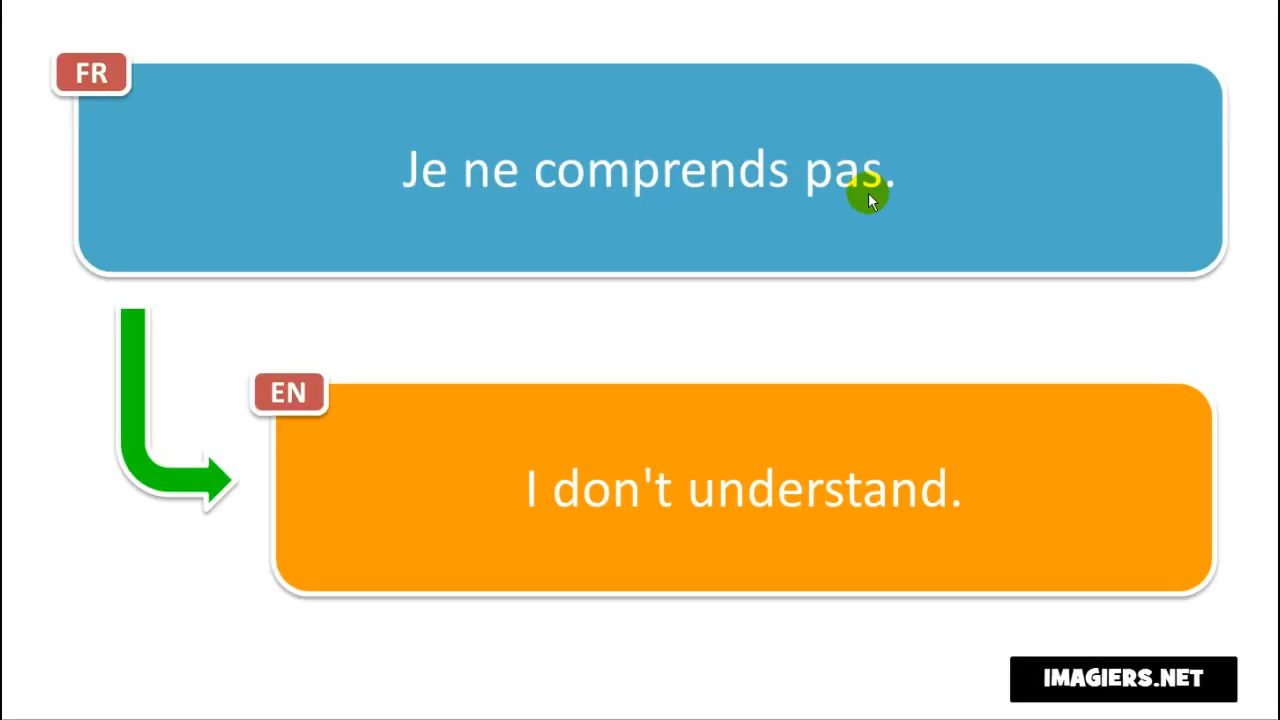 FR
Je ne comprends pas.
EN
I don't understand.
IMAGIERS.NET